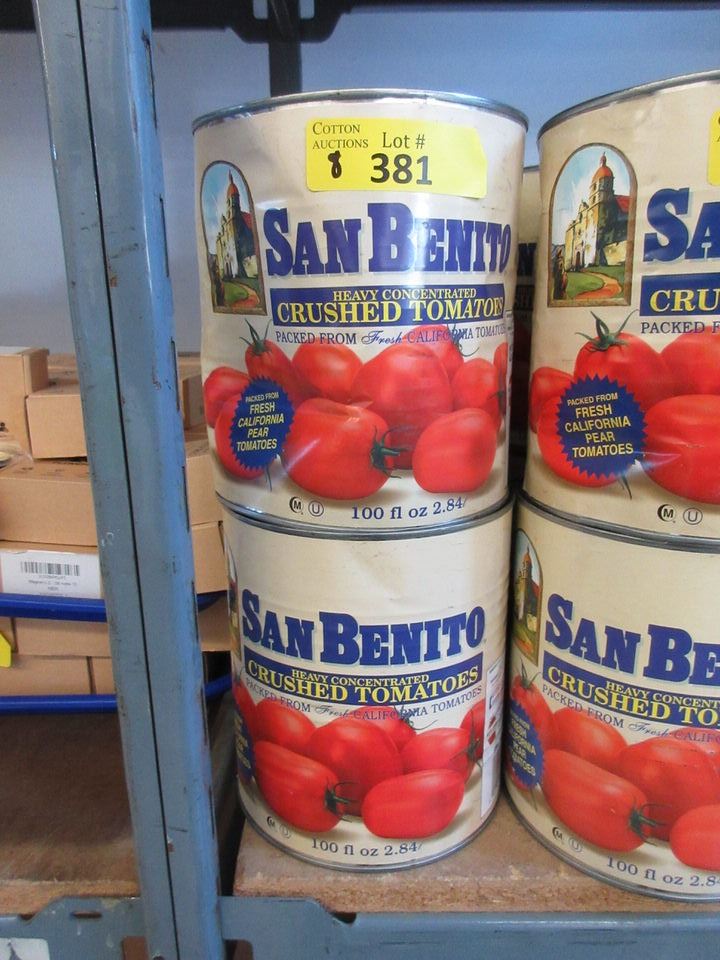 COTTON
AUCTIONS Lot #
8 381
SAN BENITO
HEAVY CONCENTRATED
CRUSHED TOMATOES
PACKED FROM Fresh CALIFORNIA TOMATOES
PACKED FROM
FRESH
CALIFORNIA
PEAR
TOMATOES
M U
100 fl oz 2.84
SA
CRU
PACKED F
PACKED FROM
FRESH
CALIFORNIA
PEAR
TOMATOES
M U
SAN BENITO
HEAVY CONCENTRATED
CRUSHED TOMATOES
PACKED FROM Fresh CALIFORNIA TOMATOES
M U
100 fl oz 2.84
SAN BE
HEAVY CONCENT
CRUSHED TO
PACKED FROM Fresh CALIFO
M U
100 fl oz 2.8